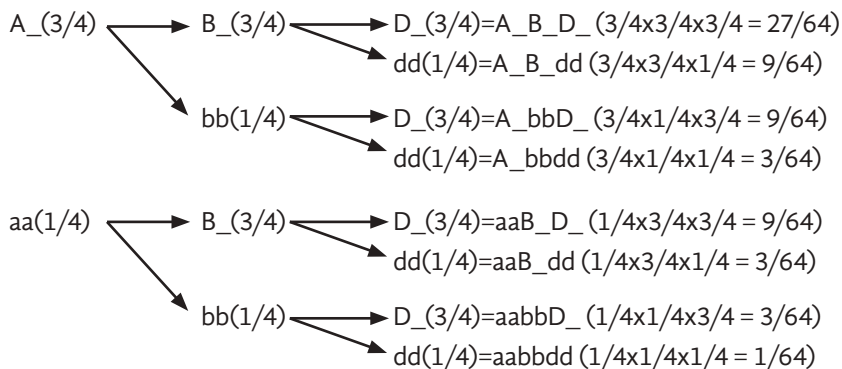 A_(3/4) B_(3/4) D_(3/4)=A_B_D_ (3/4x3/4x3/4 = 27/64)
dd(1/4)=A_B_dd (3/4x3/4x1/4 = 9/64)
bb(1/4) D_(3/4)=A_bbD_ (3/4x1/4x3/4 = 9/64)
dd(1/4)=A_bbdd (3/4x1/4x1/4 = 3/64)
aa(1/4) B_(3/4) D_(3/4)=aaB_D_ (1/4x3/4x3/4 = 9/64)
dd(1/4)=aaB_dd (1/4x3/4x1/4 = 3/64)
bb(1/4) D_(3/4)=aabbD_ (1/4x1/4x3/4 = 3/64)
dd(1/4)=aabbdd (1/4x1/4x1/4 = 1/64)